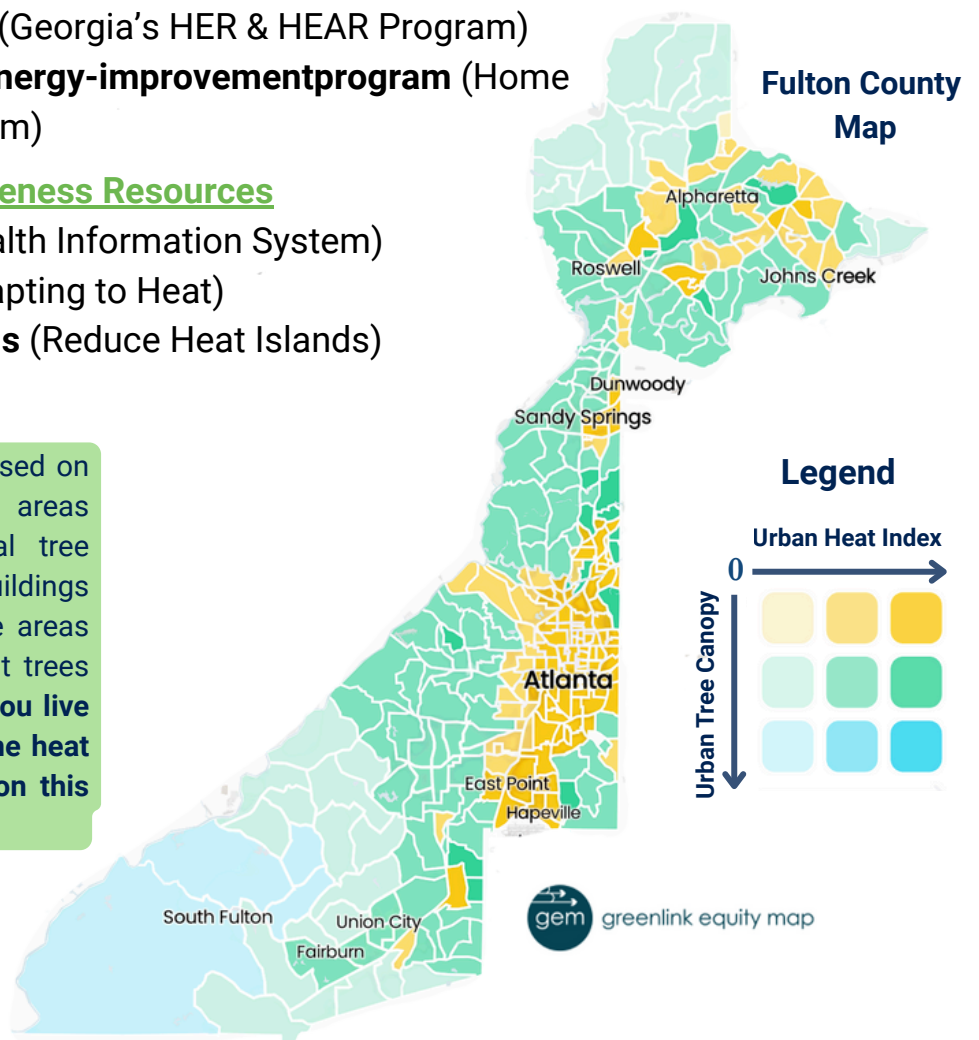 (Georgia's HER & HEAR Program)
nergy-improvementprogram (Home
m)
eness Resources
alth Information System)
apting to Heat)
s (Reduce Heat Islands)
sed on
areas
al tree
uildings
e areas
t trees
ou live
ne heat
on this
Fulton County
Map
Alpharetta
Roswell
Johns Creek
Dunwoody
Sandy Springs
Atlanta
East Point
Hapeville
South Fulton
Union City
Fairburn
Legend
Urban Heat Index
0
Urban Tree Canopy
gem greenlink equity map